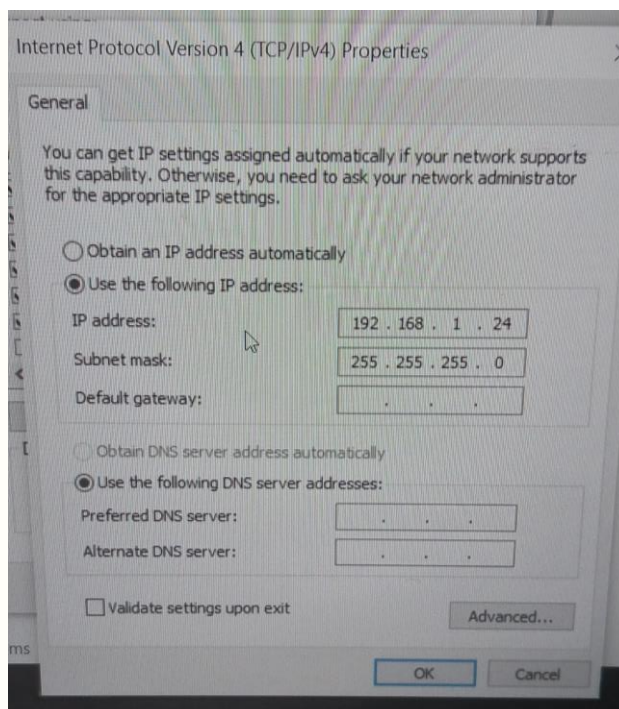 Internet Protocol Version 4 (TCP/IPv4) Properties
General
You can get IP settings assigned automatically if your network supports
this capability. Otherwise, you need to ask your network administrator
for the appropriate IP settings.
Obtain an IP address automatically
Use the following IP address:
IP address: 192 . 168 . 1 . 24
Subnet mask: 255 . 255 . 255 . 0
Default gateway: . . .
Obtain DNS server address automatically
Use the following DNS server addresses:
Preferred DNS server: . . .
Alternate DNS server: . . .
Validate settings upon exit
Advanced...
ms
OK Cancel